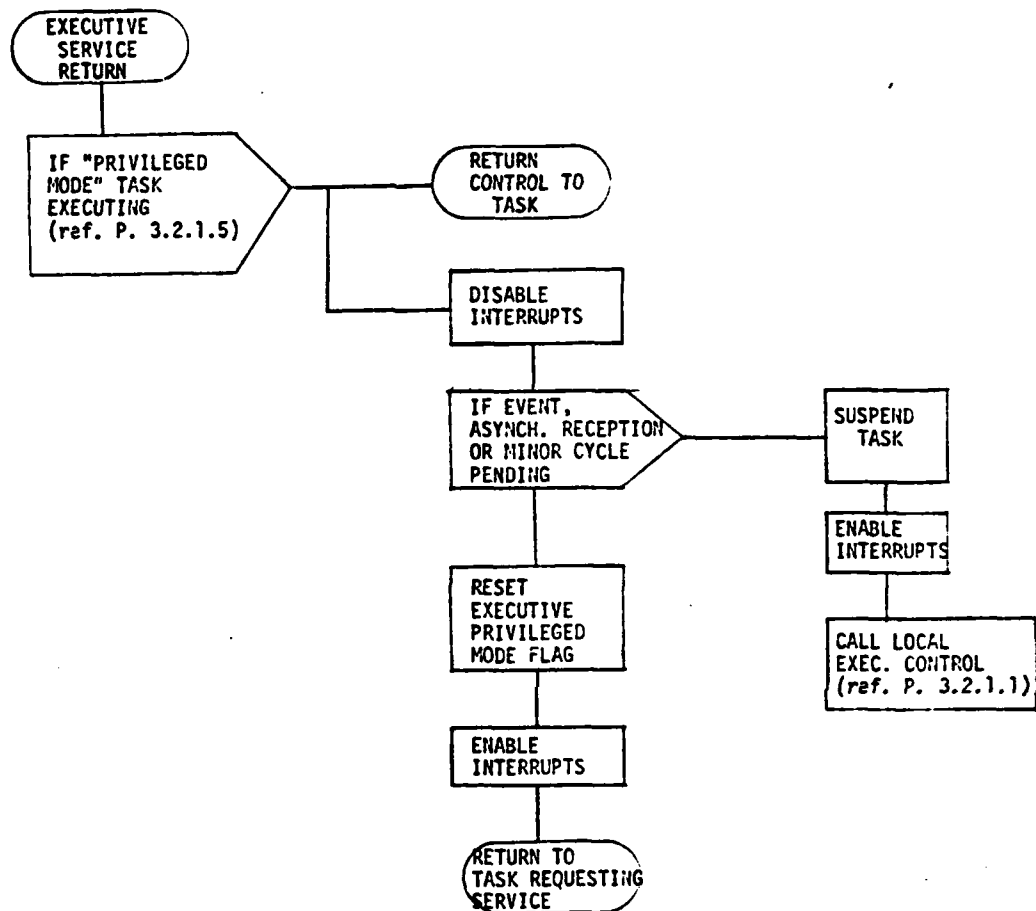 EXECUTIVE
SERVICE
RETURN
IF "PRIVILEGED
MODE" TASK
EXECUTING
(ref. P. 3.2.1.5)
RETURN
CONTROL TO
TASK
DISABLE
INTERRUPTS
IF EVENT,
ASYNCH. RECEPTION
OR MINOR CYCLE
PENDING
SUSPEND
TASK
ENABLE
INTERRUPTS
CALL LOCAL
EXEC. CONTROL
(ref. P. 3.2.1.1)
RESET
EXECUTIVE
PRIVILEGED
MODE FLAG
ENABLE
INTERRUPTS
RETURN TO
TASK REQUESTING
SERVICE